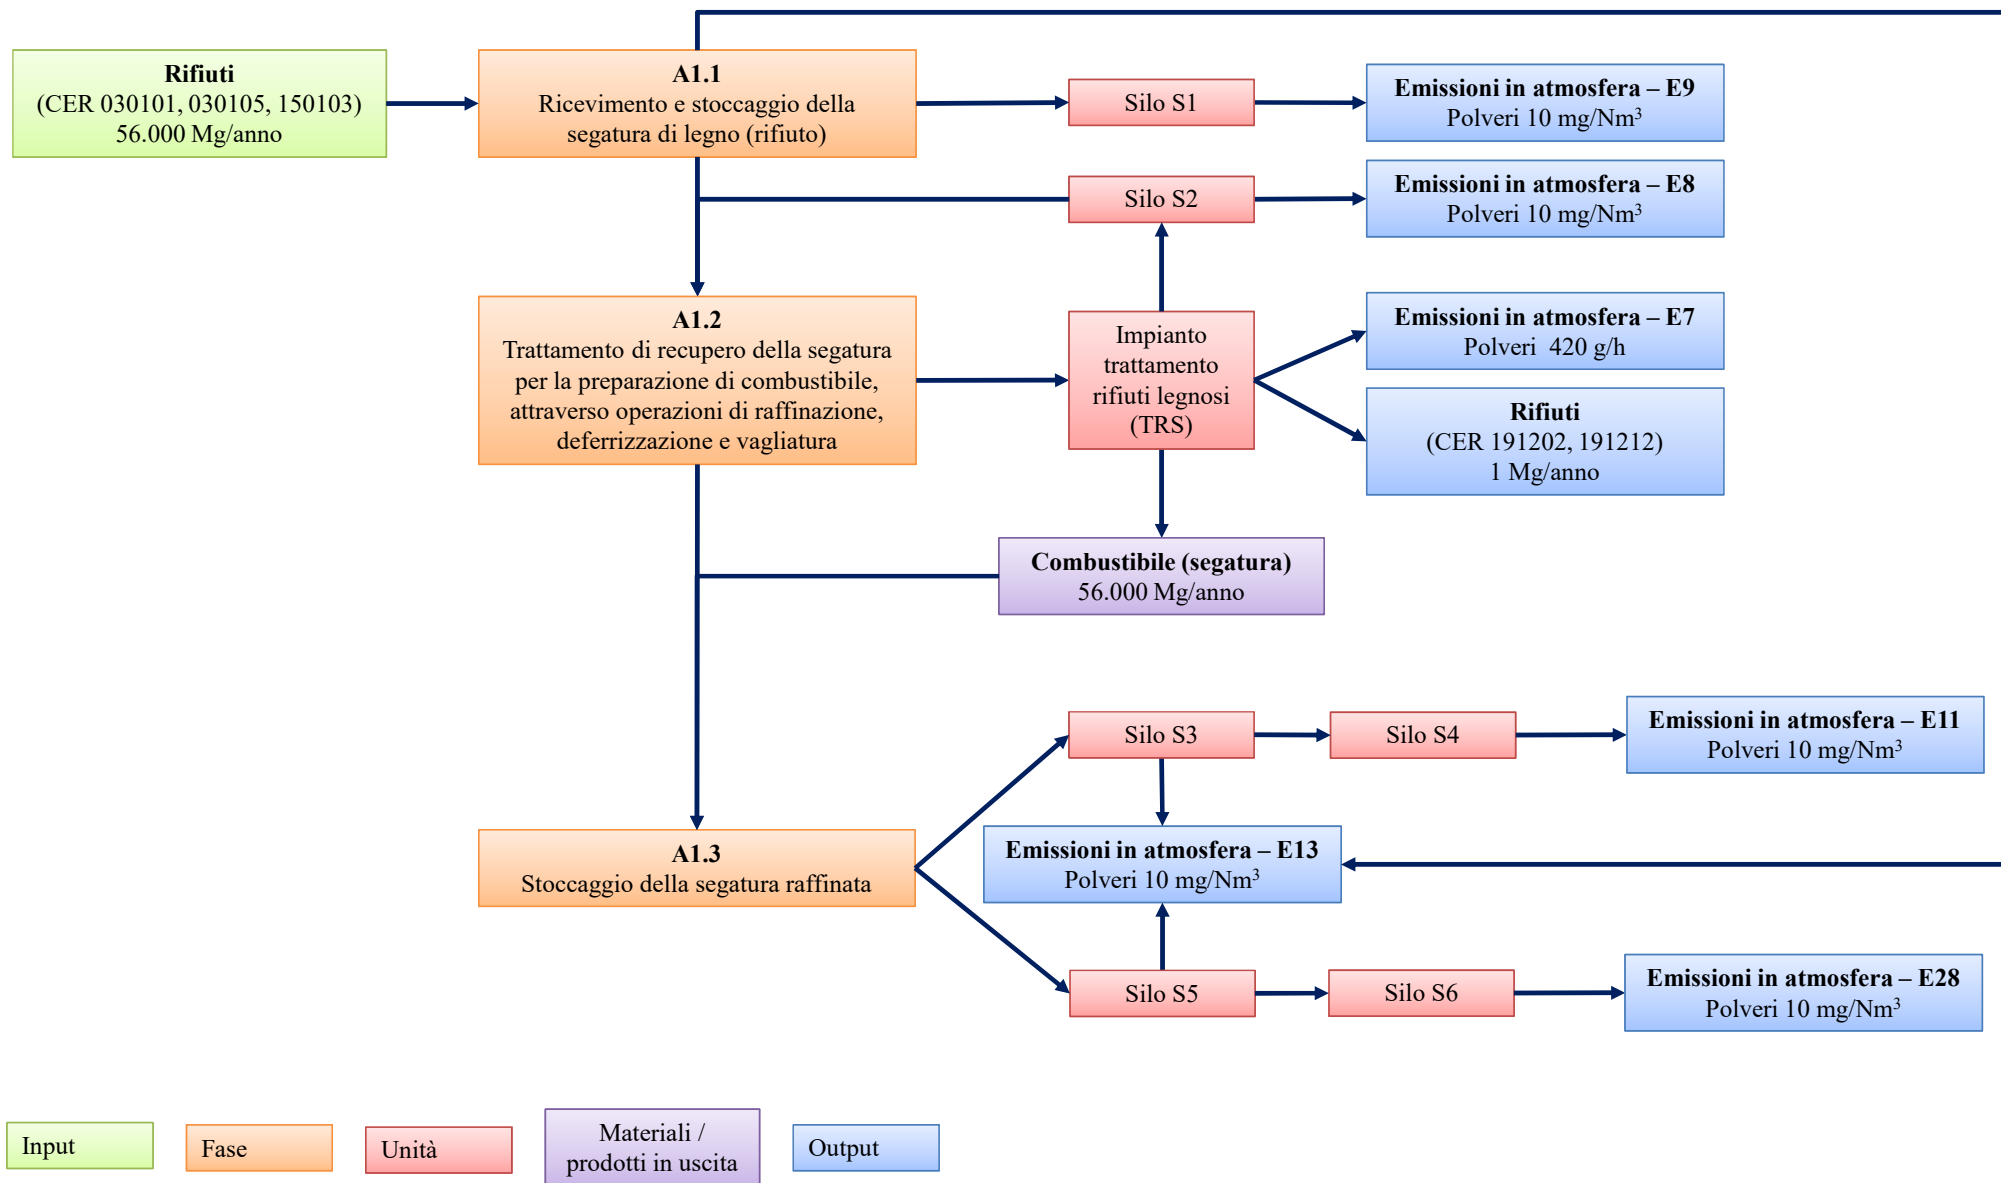 Rifiuti
(CER 030101, 030105, 150103)
56.000 Mg/anno
A1.1
Ricevimento e stoccaggio della
segatura di legno (rifiuto)
Silo S1
Emissioni in atmosfera – E9
Polveri 10 mg/Nm³
Silo S2
Emissioni in atmosfera – E8
Polveri 10 mg/Nm³
A1.2
Trattamento di recupero della segatura
per la preparazione di combustibile,
attraverso operazioni di raffinazione,
deferrizzazione e vagliatura
Impianto
trattamento
rifiuti legnosi
(TRS)
Emissioni in atmosfera – E7
Polveri 420 g/h
Rifiuti
(CER 191202, 191212)
1 Mg/anno
Combustibile (segatura)
56.000 Mg/anno
Silo S3
Silo S4
Emissioni in atmosfera – E11
Polveri 10 mg/Nm³
A1.3
Stoccaggio della segatura raffinata
Emissioni in atmosfera – E13
Polveri 10 mg/Nm³
Silo S5
Silo S6
Emissioni in atmosfera – E28
Polveri 10 mg/Nm³
Input
Fase
Unità
Materiali /
prodotti in uscita
Output